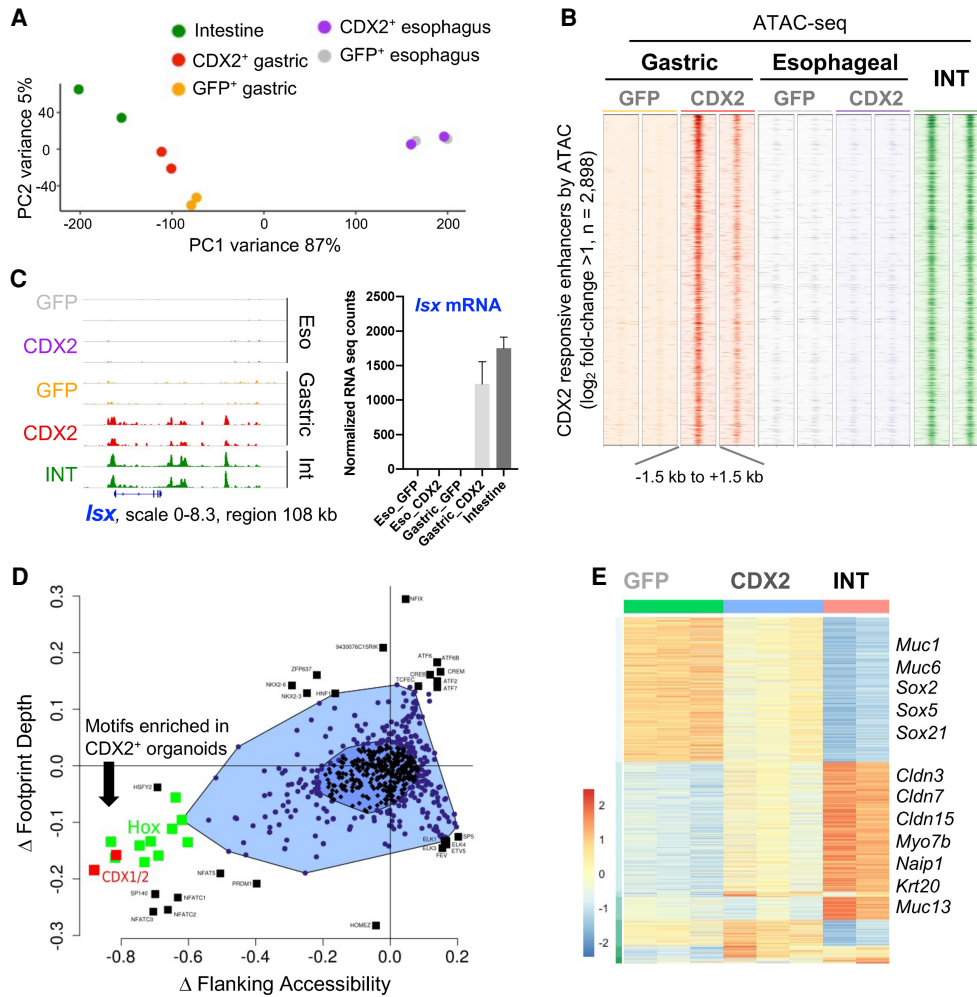 A
Intestine
CDX2+ gastric
GFP+ gastric
CDX2+ esophagus
GFP+ esophagus
PC2 variance 5%
40
0
-40
-200
-100
0
100
200
PC1 variance 87%
B
ATAC-seq
Gastric
Esophageal
INT
GFP
CDX2
GFP
CDX2
CDX2 responsive enhancers by ATAC
(log2 fold-change >1, n = 2,898)
-1.5 kb to +1.5 kb
C
GFP
CDX2
GFP
CDX2
INT
Eso
Gastric
Int
Isx, scale 0-8.3, region 108 kb
Isx mRNA
Normalized RNA seq counts
2500
2000
1500
1000
500
0
Eso_GFP
Eso_CDX2
Gastric_GFP
Gastric_CDX2
Intestine
D
Δ Footprint Depth
0.3
0.2
0.1
0.0
-0.1
-0.2
-0.3
-0.8
-0.6
-0.4
-0.2
0.0
0.2
Δ Flanking Accessibility
Motifs enriched in
CDX2+ organoids
NFIX
9430076C15RIK
ZFP637
NKX2-6
NKX2-3
HNF1
ATF6
ATF6B
CREB
CREM
TCFEC
ATF2
ATF7
HSFY2
Hox
CDX1/2
SP140
NFATC1
NFATC3
NFATC2
NFAT5
PRDM1
HOMEZ
ELK1
SP5
ELK4
ELK3
ETV5
FEV
E
GFP
CDX2
INT
Muc1
Muc6
Sox2
Sox5
Sox21
Cldn3
Cldn7
Cldn15
Myo7b
Naip1
Krt20
Muc13
2
1
0
-1
-2